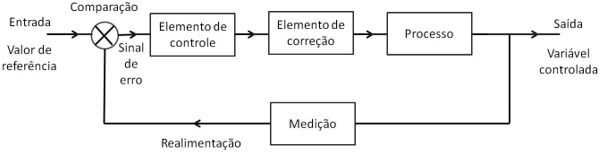 Comparação
Entrada
Valor de
referência
Sinal
de
erro
Elemento de
controle
Elemento de
correção
Processo
Saída
Variável
controlada
Medição
Realimentação